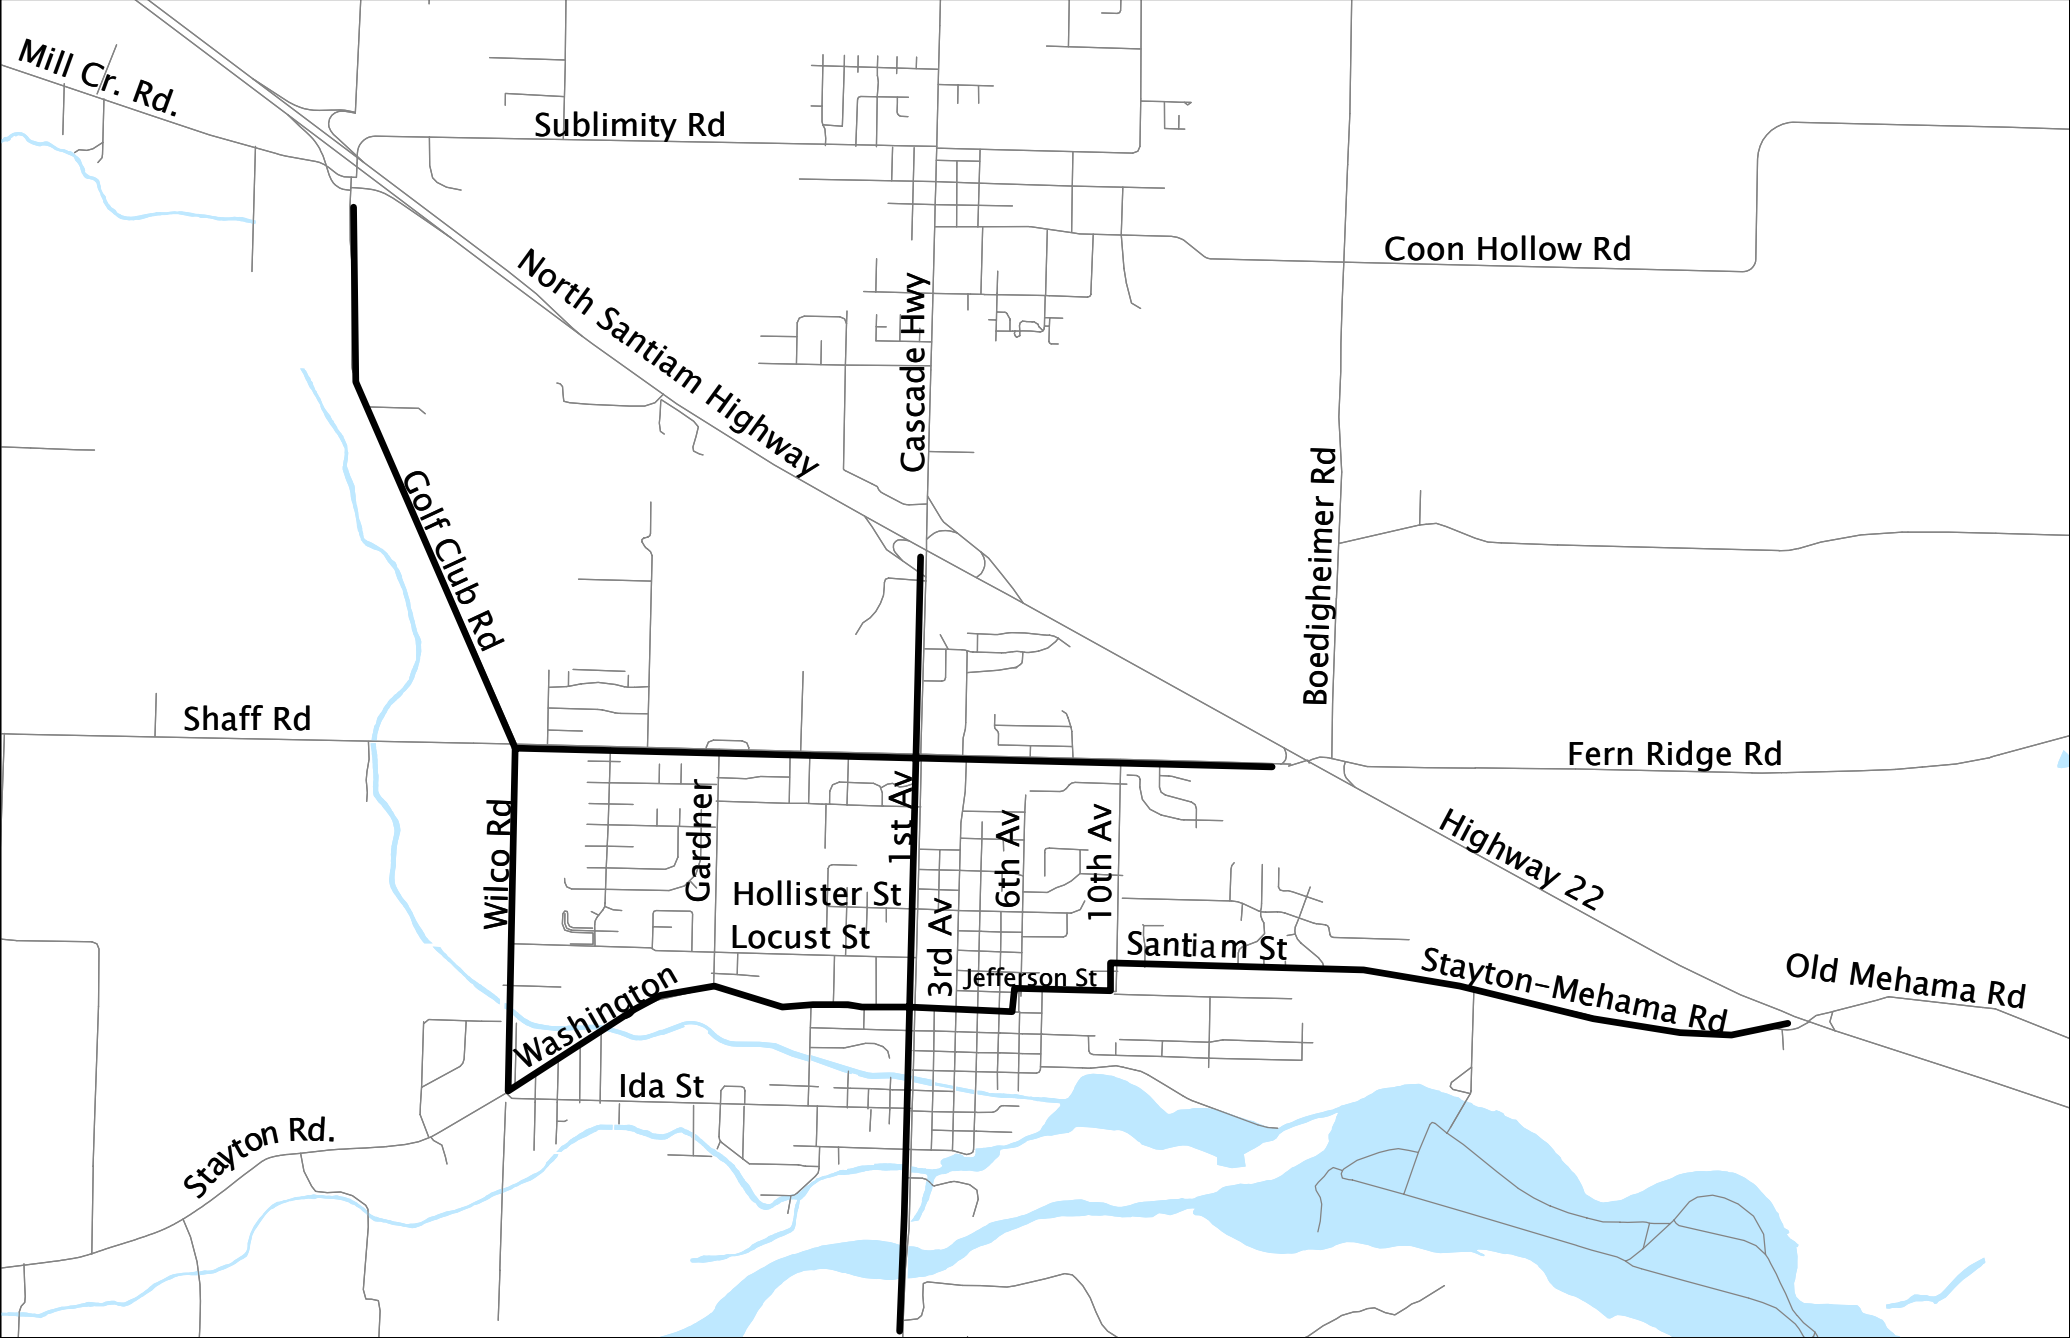 Mill Cr. Rd.
Sublimity Rd
North Santiam Highway
Cascade Hwy
Coon Hollow Rd
Golf Club Rd
Boedigheimer Rd
Shaff Rd
Fern Ridge Rd
Wilco Rd
Gardner
1st Av
6th Av
10th Av
Highway 22
Hollister St
Locust St
3rd Av
Jefferson St
Santiam St
Stayton-Mehama Rd
Old Mehama Rd
Washington
Ida St
Stayton Rd.